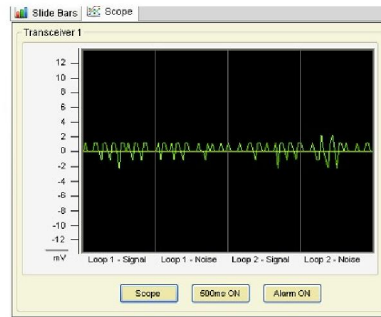 Slide Bars Scope
Transceiver 1
12
10
8
6
4
2
0
-2
-4
-6
-8
-10
-12
mV
Loop 1 - Signal Loop 1 - Noise Loop 2 - Signal Loop 2 - Noise
Scope 500ms ON Alarm ON